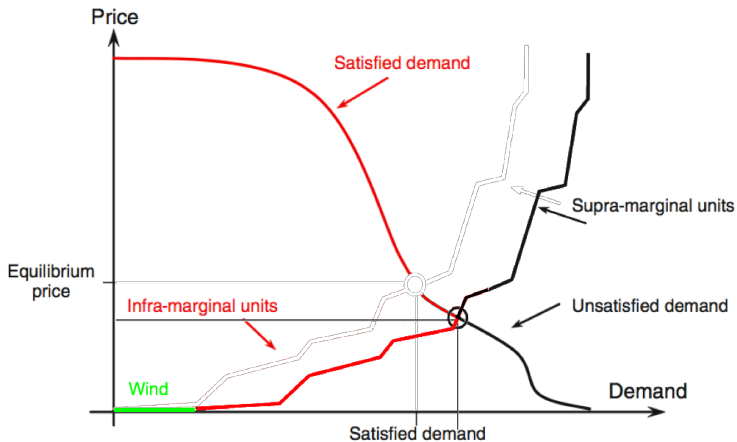 Price
Satisfied demand
Supra-marginal units
Equilibrium
price
Infra-marginal units
Unsatisfied demand
Wind
Demand
Satisfied demand